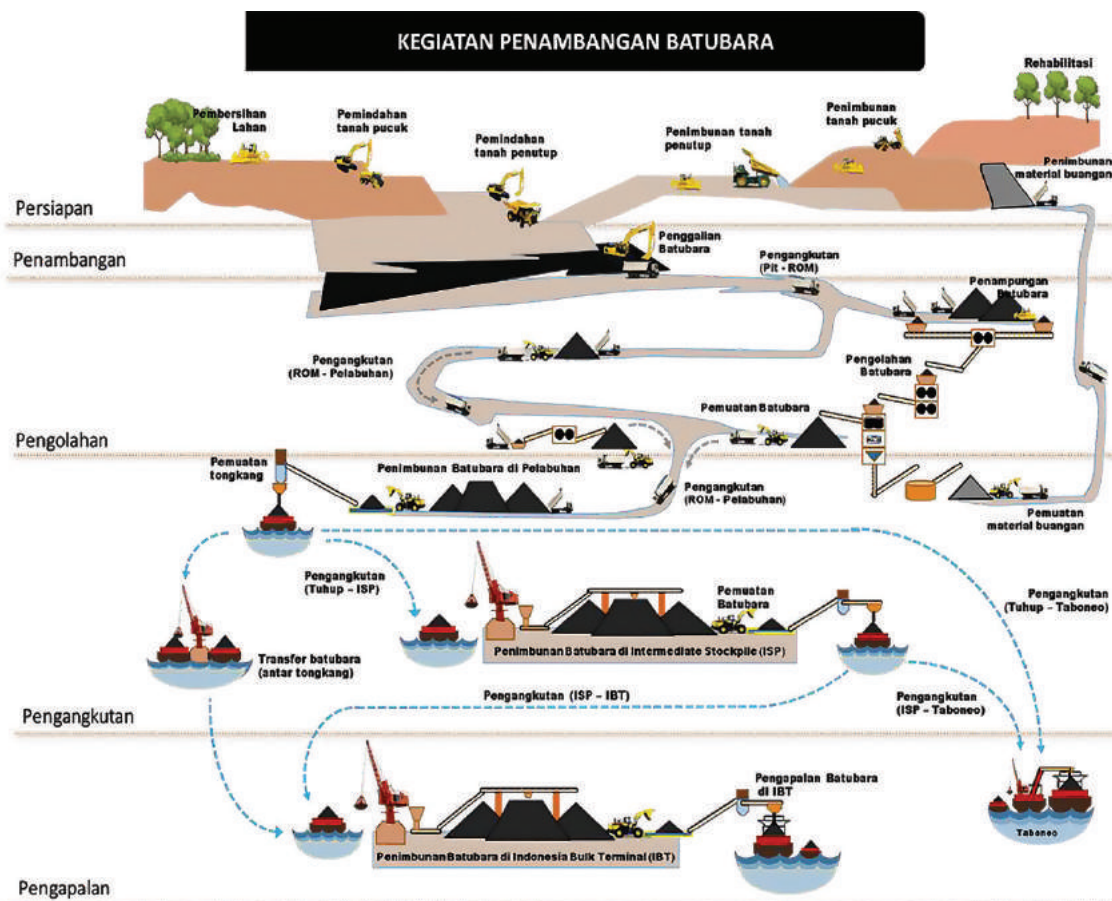 KEGIATAN PENAMBANGAN BATUBARA
Rehabilitasi
Pembersihan
Lahan
Pemindahan
tanah pucuk
Pemindahan
tanah penutup
Penimbunan tanah
penutup
Penimbunan
tanah pucuk
Penimbunan
material buangan
Persiapan
Penggalian
Batubara
Penambangan
Pengangkutan
(Pit - ROM)
Penampungan
Batubara
Pengangkutan
(ROM - Pelabuhan)
Pengolahan
Batubara
Pemuatan Batubara
Pengolahan
Pemuatan
tongkang
Penimbunan Batubara di Pelabuhan
Pengangkutan
(ROM - Pelabuhan)
Pemuatan
material buangan
Pengangkutan
(Tuhup – ISP)
Pemuatan
Batubara
Pengangkutan
(Tuhup – Taboneo)
Penimbunan Batubara di Intermediate Stockpile (ISP)
Transfer batubara
(antar tongkang)
Pengangkutan (ISP – IBT)
Pengangkutan
(ISP – Taboneo)
Pengangkutan
Pengapalan Batubara
di IBT
Taboneo
Penimbunan Batubara di Indonesia Bulk Terminal (IBT)
Pengapalan